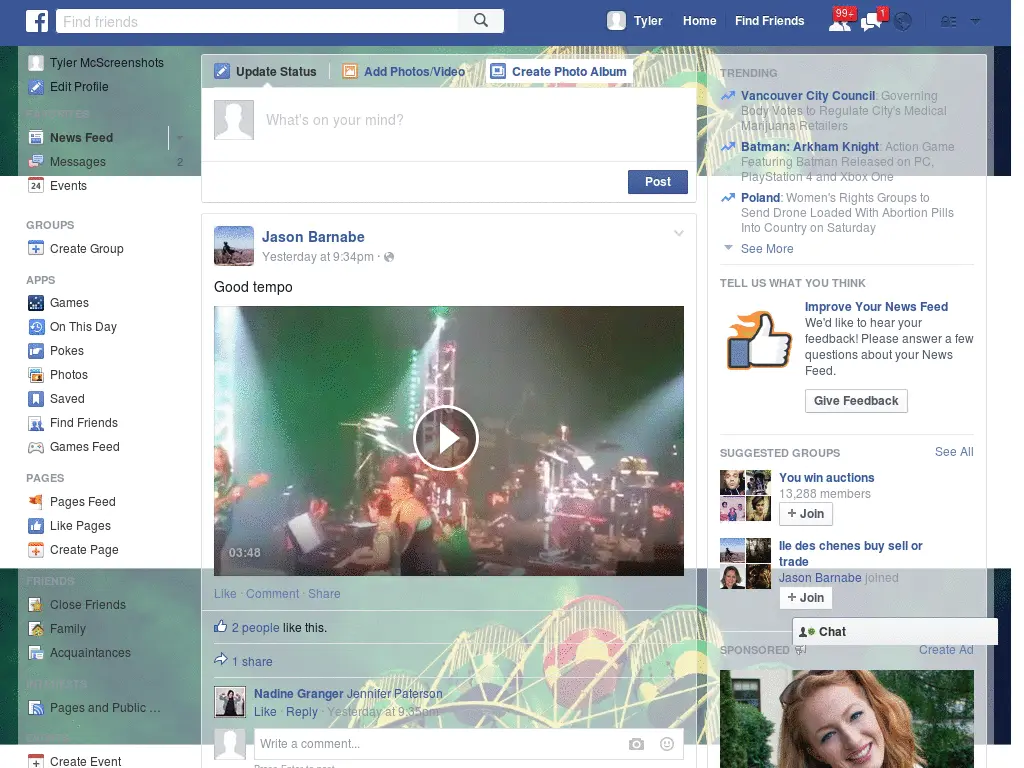 f
Find friends
Tyler
Home
Find Friends
99+
1
Tyler McScreenshots
Edit Profile
FAVORITES
News Feed
Messages
2
24
Events
GROUPS
Create Group
APPS
Games
On This Day
Pokes
Photos
Saved
Find Friends
Games Feed
PAGES
Pages Feed
Like Pages
Create Page
FRIENDS
Close Friends
Family
Acquaintances
INTERESTS
Pages and Public ...
Create Event
Update Status
Add Photos/Video
Create Photo Album
What's on your mind?
Post
Jason Barnabe
Yesterday at 9:34pm ·
Good tempo
03:48
Like · Comment · Share
2 people like this.
1 share
Nadine Granger Jennifer Paterson
Like · Reply · Yesterday at 9:35pm
Write a comment...
TRENDING
Vancouver City Council: Governing
Body Votes to Regulate City's Medical
Marijuana Retailers
Batman: Arkham Knight: Action Game
Featuring Batman Released on PC,
PlayStation 4 and Xbox One
Poland: Women's Rights Groups to
Send Drone Loaded With Abortion Pills
Into Country on Saturday
See More
TELL US WHAT YOU THINK
Improve Your News Feed
We'd like to hear your
feedback! Please answer a few
questions about your News
Feed.
Give Feedback
SUGGESTED GROUPS
See All
You win auctions
13,288 members
+ Join
Ile des chenes buy sell or
trade
Jason Barnabe joined
+ Join
Chat
SPONSORED
Create Ad